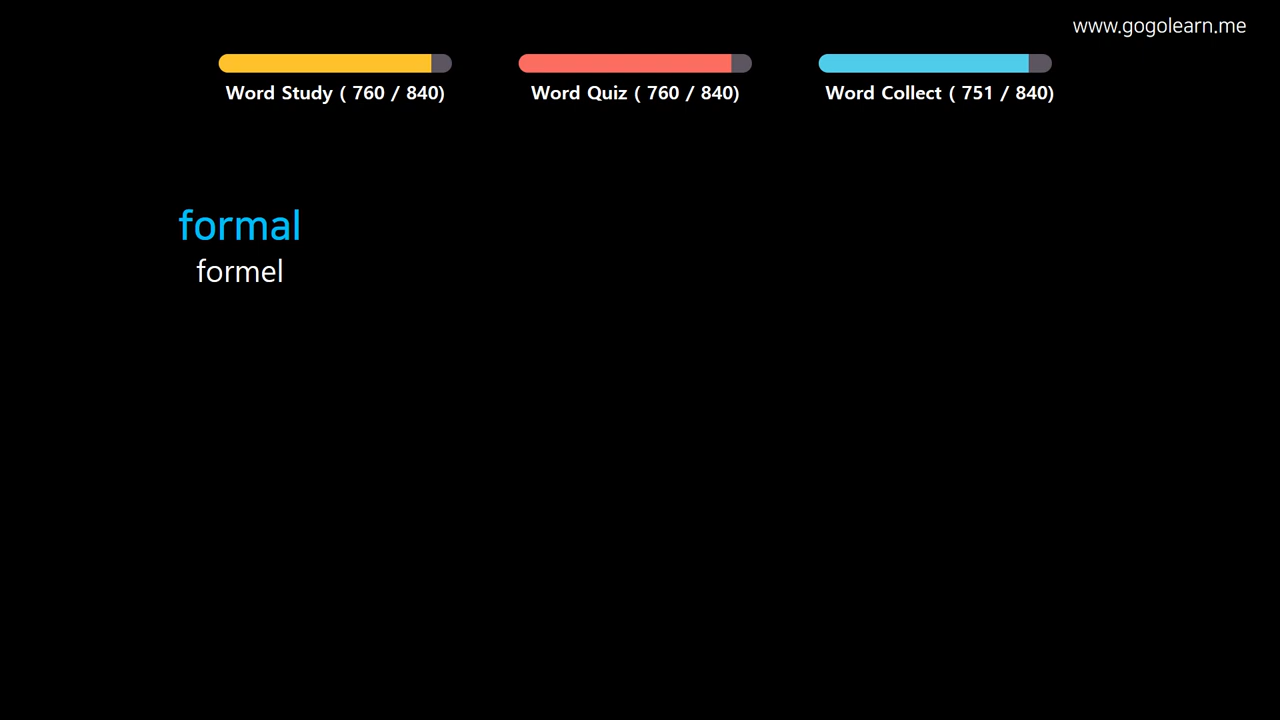 www.gogolearn.me
Word Study ( 760 / 840)
Word Quiz ( 760 / 840)
Word Collect ( 751 / 840)
formal
formel